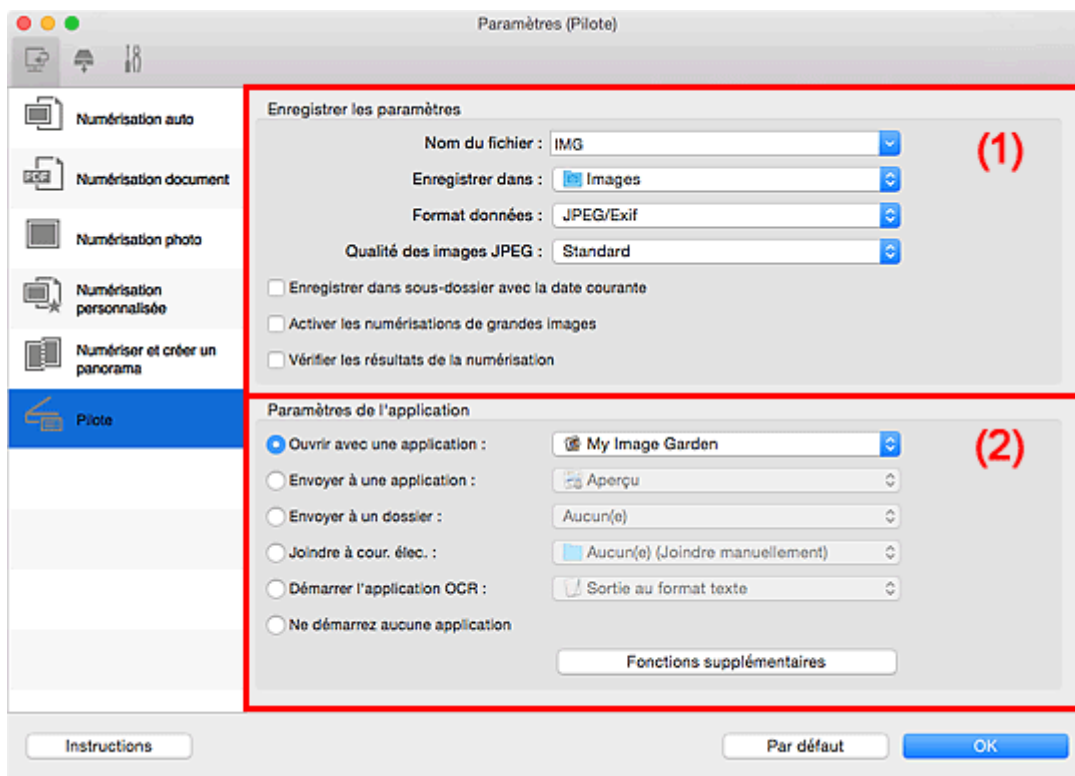 Paramètres (Pilote)
Numérisation auto
Numérisation document
Numérisation photo
Numérisation
personnalisée
Numériser et créer un
panorama
Pilote
Enregistrer les paramètres
(1)
Nom du fichier : IMG
Enregistrer dans : Images
Format données : JPEG/Exif
Qualité des images JPEG : Standard
Enregistrer dans sous-dossier avec la date courante
Activer les numérisations de grandes images
Vérifier les résultats de la numérisation
Paramètres de l'application
(2)
Ouvrir avec une application : My Image Garden
Envoyer à une application : Aperçu
Envoyer à un dossier : Aucun(e)
Joindre à cour. élec. : Aucun(e) (Joindre manuellement)
Démarrer l'application OCR : Sortie au format texte
Ne démarrez aucune application
Fonctions supplémentaires
Instructions
Par défaut
OK